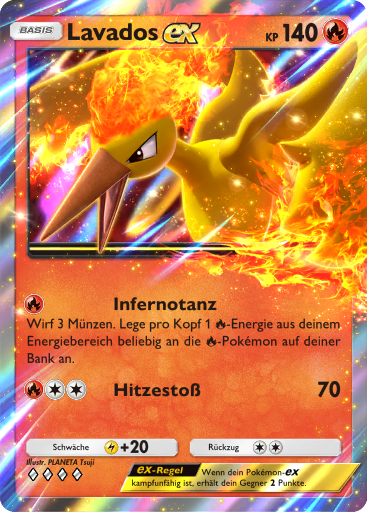 BASIS
Lavados ex
KP 140
Infernotanz
Wirf 3 Münzen. Lege pro Kopf 1 -Energie aus deinem
Energiebereich beliebig an die -Pokémon auf deiner
Bank an.
Hitzestoß 70
Schwäche +20 Rückzug
Illustr. PLANETA Tsuji
ex-Regel Wenn dein Pokémon-ex
kampfunfähig ist, erhält dein Gegner 2 Punkte.